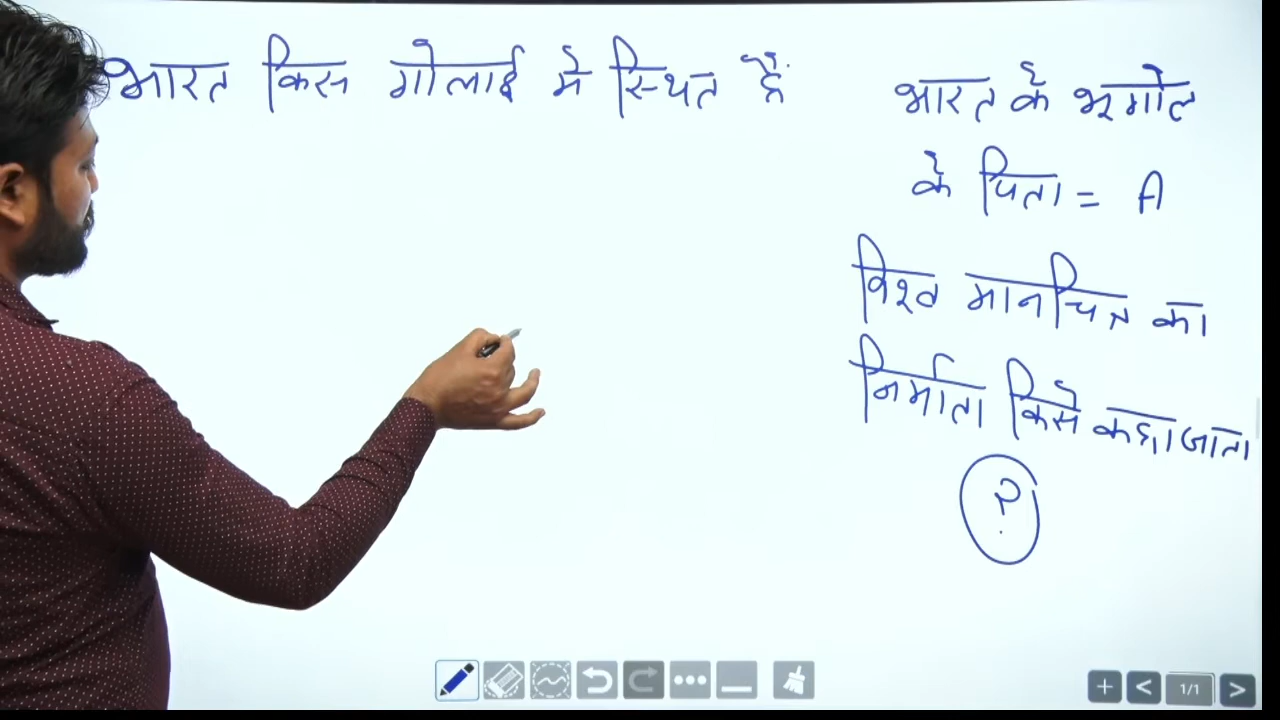 भारत किस गोलार्ध मे स्थित है
भारत के भूगोल
के पिता = A
विश्व मानचित्र का
निर्माता किसे कहा जाता
?
1/1